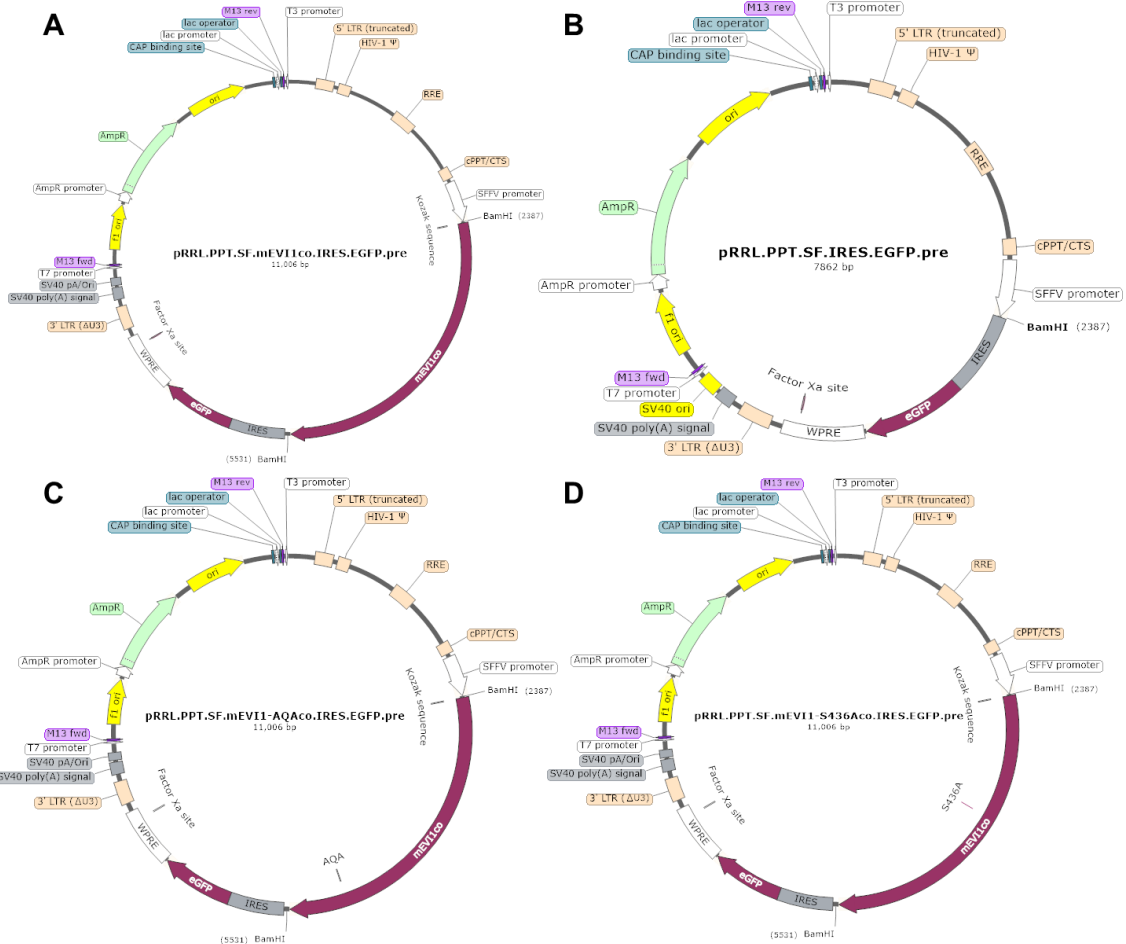 A
M13 rev
T3 promoter
lac operator
lac promoter
CAP binding site
5' LTR (truncated)
HIV-1 Ψ
RRE
ori
AmpR
AmpR promoter
f1 ori
cPPT/CTS
SFFV promoter
BamHI (2387)
Kozak sequence
pRRL.PPT.SF.mEVI1co.IRES.EGFP.pre
11,006 bp
M13 fwd
T7 promoter
SV40 pA/Ori
SV40 poly(A) signal
3' LTR (ΔU3)
Factor Xa site
WPRE
eGFP
IRES
mEVI1co
(5531) BamHI
B
M13 rev
T3 promoter
lac operator
lac promoter
CAP binding site
5' LTR (truncated)
HIV-1 Ψ
RRE
ori
AmpR
AmpR promoter
f1 ori
cPPT/CTS
SFFV promoter
BamHI (2387)
pRRL.PPT.SF.IRES.EGFP.pre
7862 bp
IRES
eGFP
M13 fwd
T7 promoter
SV40 ori
SV40 poly(A) signal
3' LTR (ΔU3)
Factor Xa site
WPRE
C
M13 rev
T3 promoter
lac operator
lac promoter
CAP binding site
5' LTR (truncated)
HIV-1 Ψ
RRE
ori
AmpR
AmpR promoter
f1 ori
cPPT/CTS
SFFV promoter
BamHI (2387)
Kozak sequence
pRRL.PPT.SF.mEVI1-AQAco.IRES.EGFP.pre
11,006 bp
M13 fwd
T7 promoter
SV40 pA/Ori
SV40 poly(A) signal
3' LTR (ΔU3)
Factor Xa site
WPRE
AQA
eGFP
IRES
mEVI1co
(5531) BamHI
D
M13 rev
T3 promoter
lac operator
lac promoter
CAP binding site
5' LTR (truncated)
HIV-1 Ψ
RRE
ori
AmpR
AmpR promoter
f1 ori
cPPT/CTS
SFFV promoter
BamHI (2387)
Kozak sequence
pRRL.PPT.SF.mEVI1-S436Aco.IRES.EGFP.pre
11,006 bp
M13 fwd
T7 promoter
SV40 pA/Ori
SV40 poly(A) signal
3' LTR (ΔU3)
Factor Xa site
WPRE
S436A
eGFP
IRES
mEVI1co
(5531) BamHI